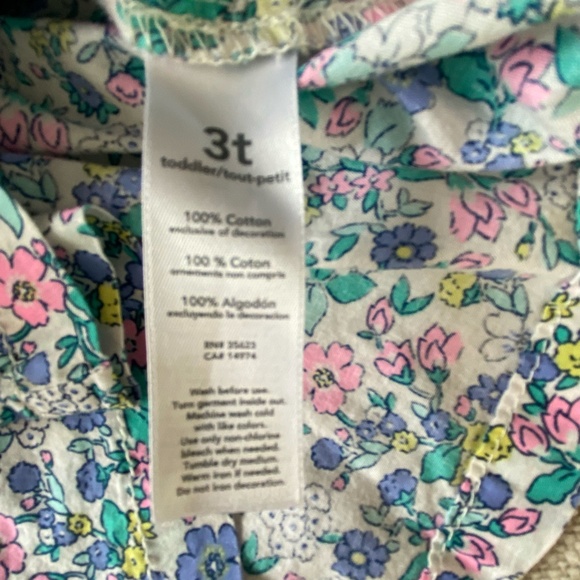 3t
toddler/tout-petit
100% Cotton
exclusive of decoration
100 % Coton
ornements non compris
100% Algodón
excluyendo la decoracion
RN# 35623
CA# 14974
Wash before use.
Turn garment inside out.
Machine wash cold
with like colors.
Use only non-chlorine
bleach when needed.
Tumble dry medium.
Warm iron if needed.
Do not iron decoration.